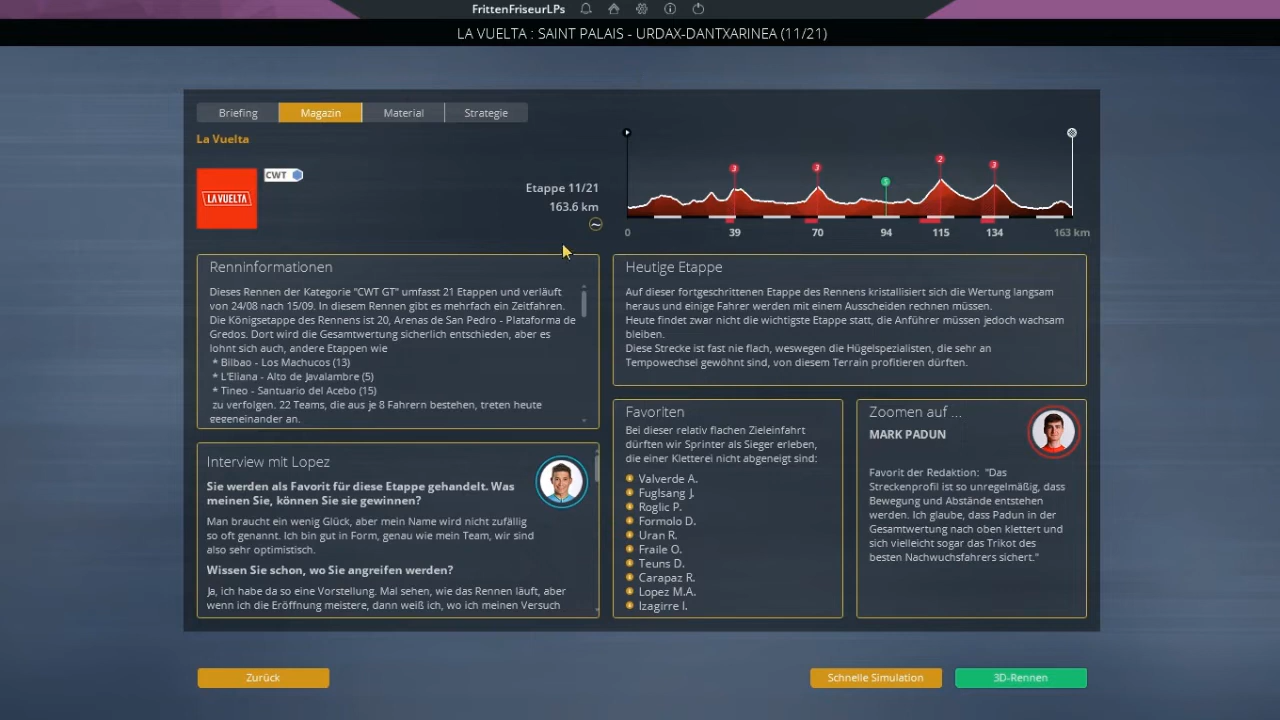 FrittenFriseurLPs
LA VUELTA : SAINT PALAIS - URDAX-DANTXARINEA (11/21)
Briefing
Magazin
Material
Strategie
La Vuelta
LA VUELTA
CWT
Etappe 11/21
163.6 km
3
3
S
2
3
0
39
70
94
115
134
163 km
Renninformationen
Dieses Rennen der Kategorie "CWT GT" umfasst 21 Etappen und verläuft
von 24/08 nach 15/09. In diesem Rennen gibt es mehrfach ein Zeitfahren.
Die Königsetappe des Rennens ist 20, Arenas de San Pedro - Plataforma de
Gredos. Dort wird die Gesamtwertung sicherlich entschieden, aber es
lohnt sich auch, andere Etappen wie
* Bilbao - Los Machucos (13)
* L'Eliana - Alto de Javalambre (5)
* Tineo - Santuario del Acebo (15)
zu verfolgen. 22 Teams, die aus je 8 Fahrern bestehen, treten heute
gegeneinander an.
Heutige Etappe
Auf dieser fortgeschrittenen Etappe des Rennens kristallisiert sich die Wertung langsam
heraus und einige Fahrer werden mit einem Ausscheiden rechnen müssen.
Heute findet zwar nicht die wichtigste Etappe statt, die Anführer müssen jedoch wachsam
bleiben.
Diese Strecke ist fast nie flach, weswegen die Hügelspezialisten, die sehr an
Tempowechsel gewöhnt sind, von diesem Terrain profitieren dürften.
Interview mit Lopez
Sie werden als Favorit für diese Etappe gehandelt. Was
meinen Sie, können Sie sie gewinnen?
Man braucht ein wenig Glück, aber mein Name wird nicht zufällig
so oft genannt. Ich bin gut in Form, genau wie mein Team, wir sind
also sehr optimistisch.
Wissen Sie schon, wo Sie angreifen werden?
Ja, ich habe da so eine Vorstellung. Mal sehen, wie das Rennen läuft, aber
wenn ich die Eröffnung meistere, dann weiß ich, wo ich meinen Versuch
Favoriten
Bei dieser relativ flachen Zieleinfahrt
dürften wir Sprinter als Sieger erleben,
die einer Kletterei nicht abgeneigt sind:
Valverde A.
Fuglsang J.
Roglic P.
Formolo D.
Uran R.
Fraile O.
Teuns D.
Carapaz R.
Lopez M.A.
Izagirre I.
Zoomen auf ...
MARK PADUN
Favorit der Redaktion: "Das
Streckenprofil ist so unregelmäßig, dass
Bewegung und Abstände entstehen
werden. Ich glaube, dass Padun in der
Gesamtwertung nach oben klettert und
sich vielleicht sogar das Trikot des
besten Nachwuchsfahrers sichert."
Zurück
Schnelle Simulation
3D-Rennen